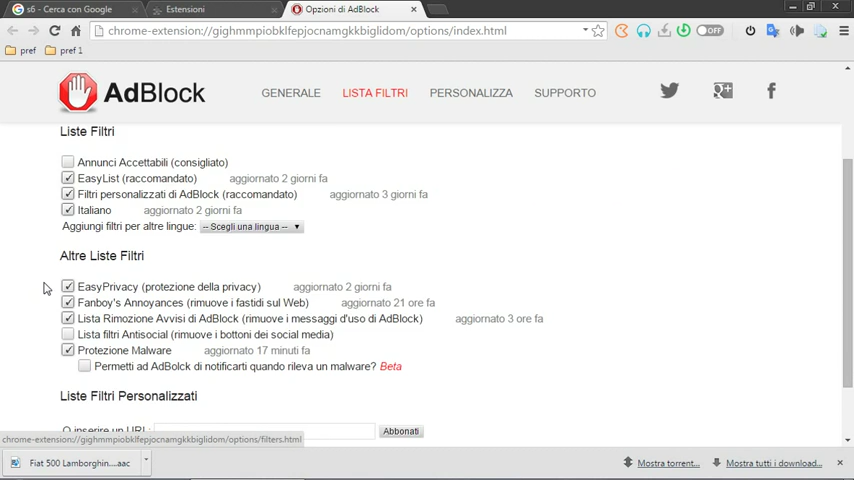 s6 - Cerca con Google
Estensioni
Opzioni di AdBlock
chrome-extension://gighmmpiobklfepjocnamgkkbiglidom/options/index.html
OFF
pref
pref 1
AdBlock
GENERALE
LISTA FILTRI
PERSONALIZZA
SUPPORTO
Liste Filtri
Annunci Accettabili (consigliato)
EasyList (raccomandato) aggiornato 2 giorni fa
Filtri personalizzati di AdBlock (raccomandato) aggiornato 3 giorni fa
Italiano aggiornato 2 giorni fa
Aggiungi filtri per altre lingue: -- Scegli una lingua --
Altre Liste Filtri
EasyPrivacy (protezione della privacy) aggiornato 2 giorni fa
Fanboy's Annoyances (rimuove i fastidi sul Web) aggiornato 21 ore fa
Lista Rimozione Avvisi di AdBlock (rimuove i messaggi d'uso di AdBlock) aggiornato 3 ore fa
Lista filtri Antisocial (rimuove i bottoni dei social media)
Protezione Malware aggiornato 17 minuti fa
Permetti ad AdBolck di notificarti quando rileva un malware? Beta
Liste Filtri Personalizzati
O inserire un URL: Abbonati
chrome-extension://gighmmpiobklfepjocnamgkkbiglidom/options/filters.html
Fiat 500 Lamborghin....aac
Mostra torrent...
Mostra tutti i download...